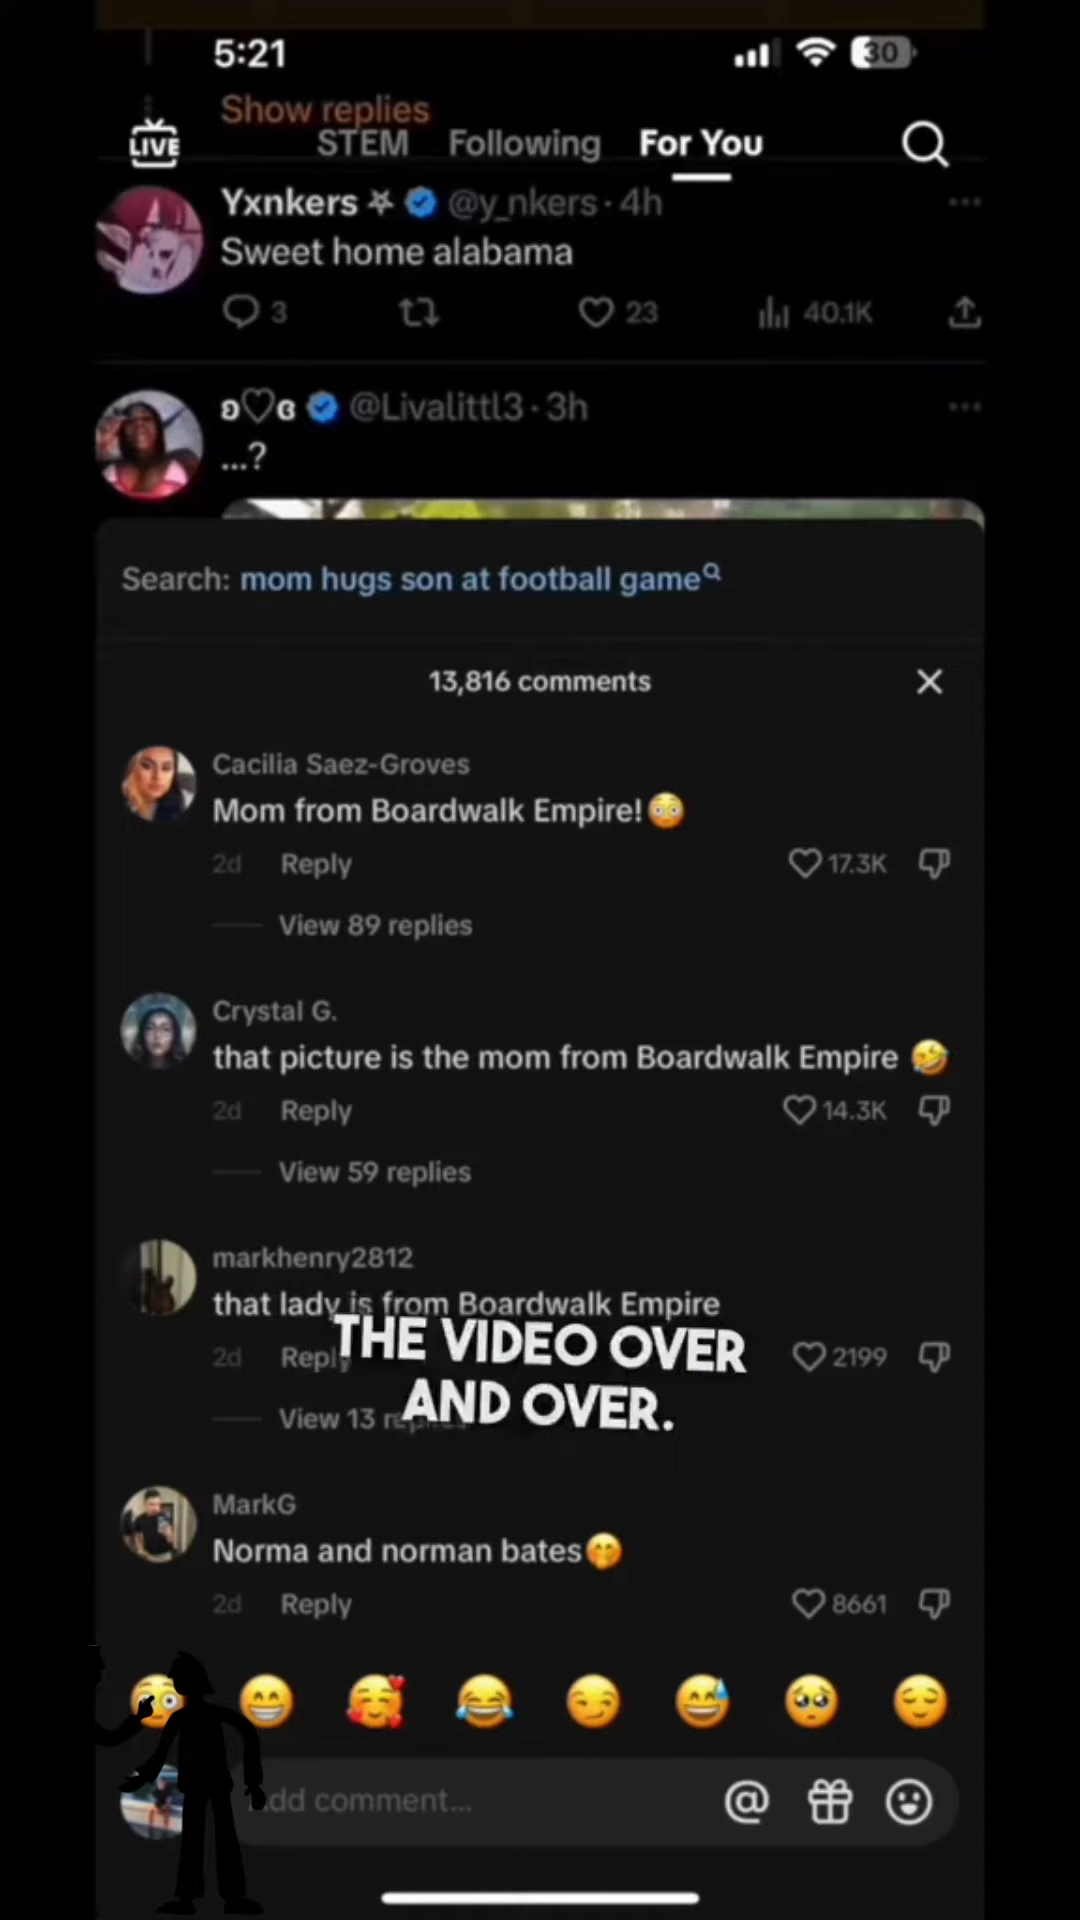 5:21
30
Show replies
LIVE
STEM Following For You
Yxnkers @y_nkers · 4h
Sweet home alabama
3 23 40.1K
ʚ♡ɞ @Livalittl3 · 3h
...?
Search: mom hugs son at football game
13,816 comments
Cacilia Saez-Groves
Mom from Boardwalk Empire!😳
2d Reply 17.3K
View 89 replies
Crystal G.
that picture is the mom from Boardwalk Empire 🤣
2d Reply 14.3K
View 59 replies
markhenry2812
that lady is from Boardwalk Empire
THE VIDEO OVER
2d Reply 2199
AND OVER.
View 13 replies
MarkG
Norma and norman bates🤭
2d Reply 8661
Add comment...